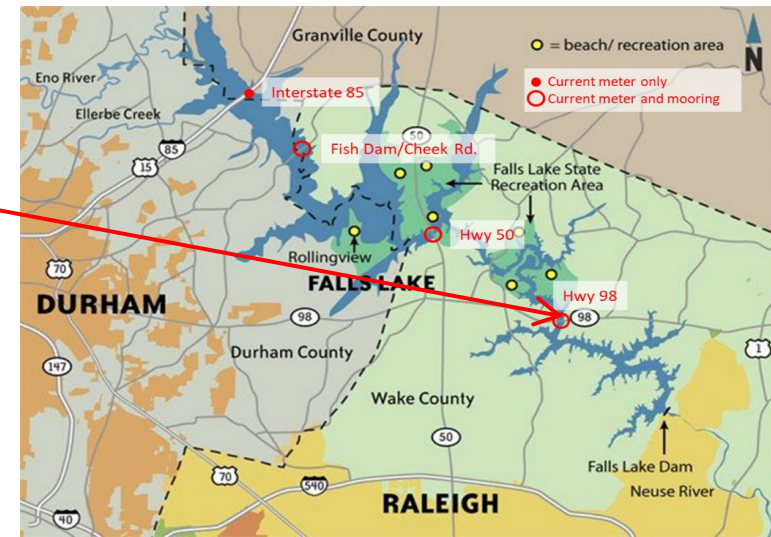 Granville County
= beach/ recreation area
N
Eno River
Interstate 85
Current meter only
Current meter and mooring
Ellerbe Creek
85
50
15
Fish Dam/Cheek Rd.
Falls Lake State
Recreation Area
Rollingview
Hwy 50
70
FALLS LAKE
Hwy 98
DURHAM
98
98
Durham County
1
147
Wake County
50
Falls Lake Dam
70
540
Neuse River
RALEIGH
40